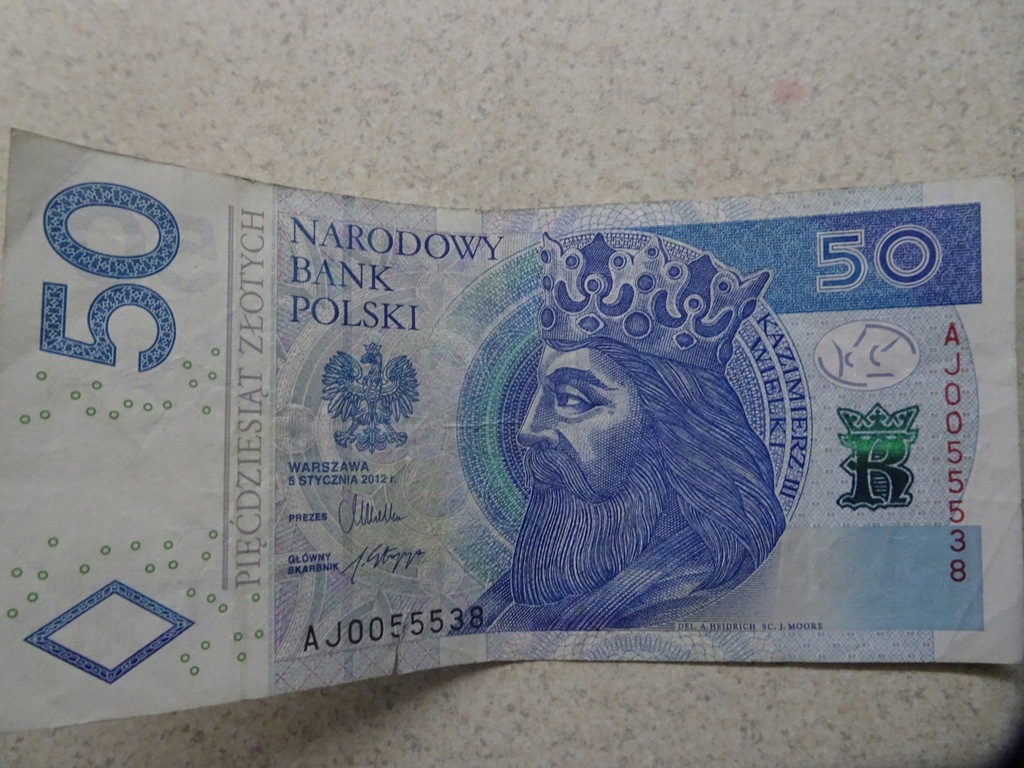 50
PIĘĆDZIESIĄT ZŁOTYCH
NARODOWY
BANK
POLSKI
WARSZAWA
5 STYCZNIA 2012 r.
PREZES
GŁÓWNY
SKARBNIK
AJ0055538
50
KAZIMIERZ III
WIELKI
K
AJ0055538
DEL. A. HEIDRICH SC. J. MOORE